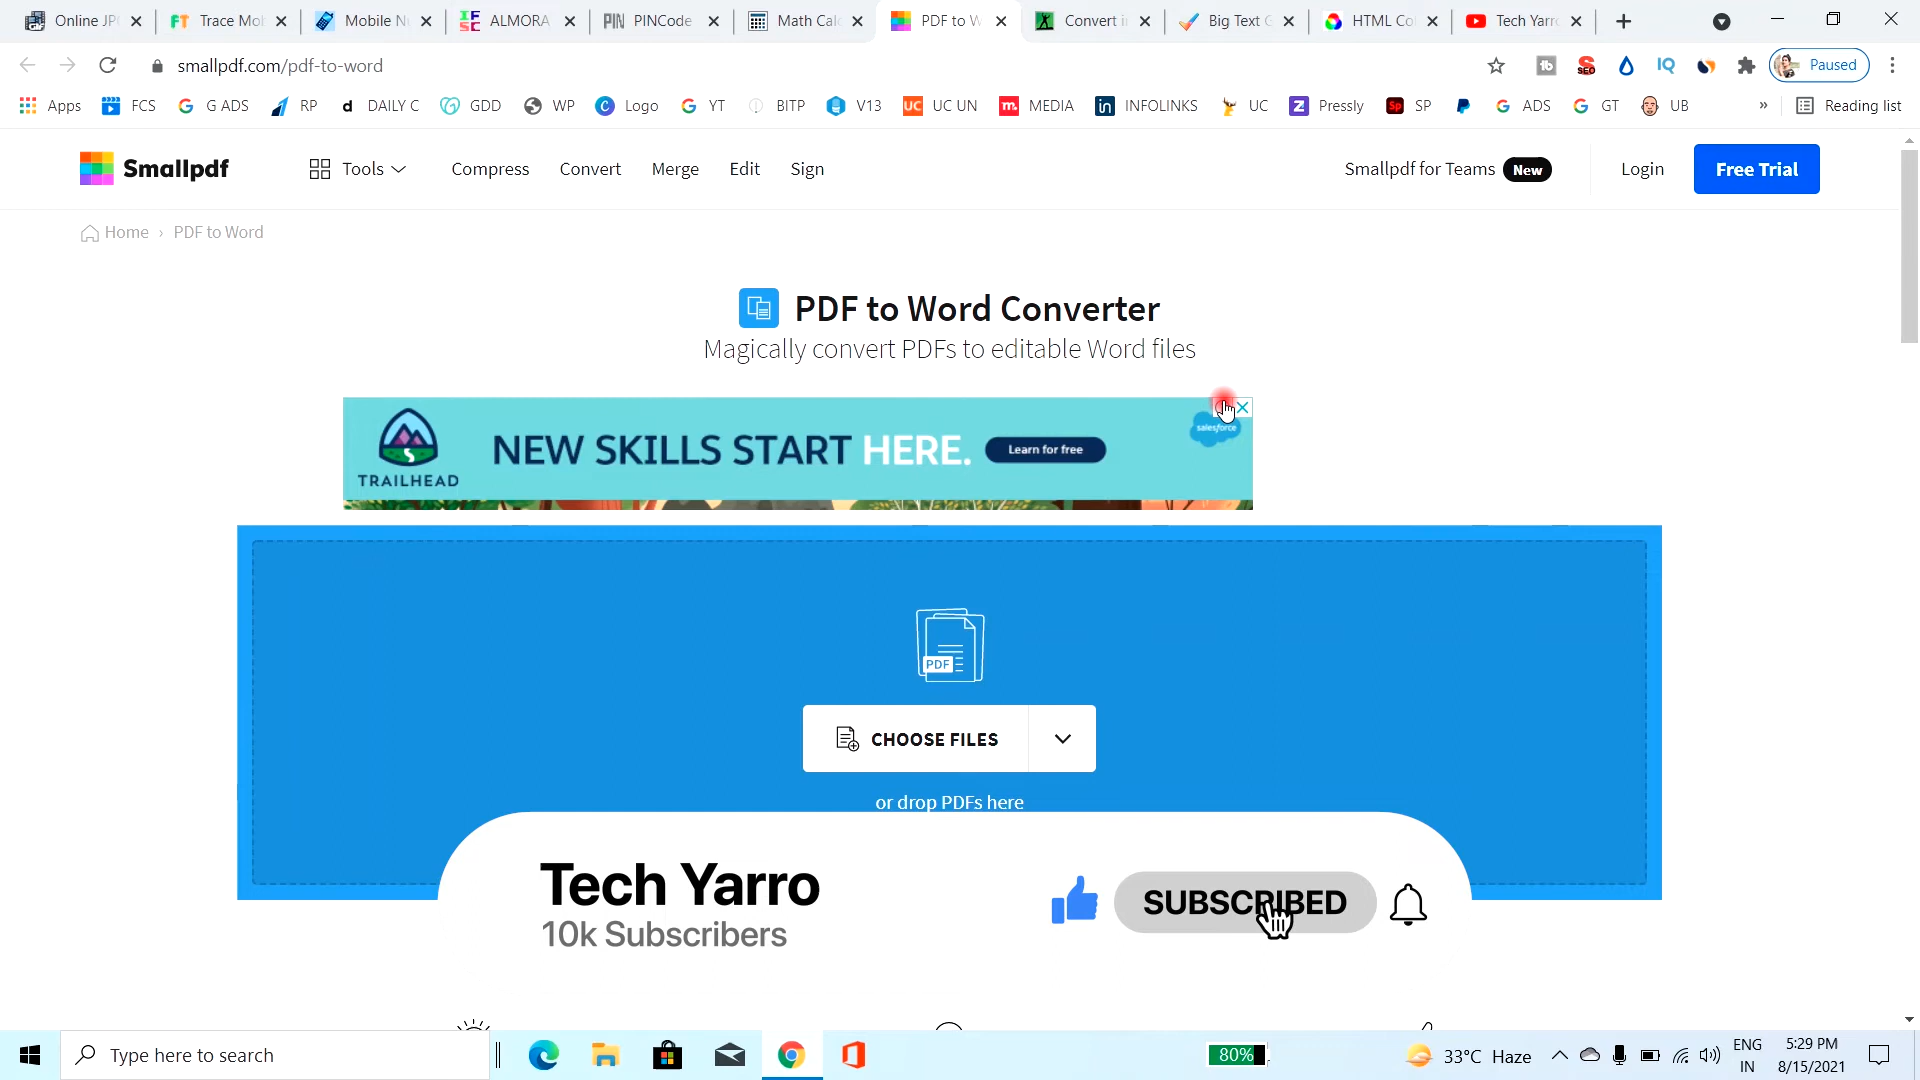 Online JP
Trace Mo
Mobile N
ALMORA
PIN PINCode
Math Calc
PDF to W
Convert i
Big Text G
HTML Co
Tech Yarr
smallpdf.com/pdf-to-word
Paused
Apps FCS G ADS RP DAILY C GDD WP Logo YT BITP V13 UC UN MEDIA INFOLINKS UC Pressly SP ADS GT UB » Reading list
Smallpdf
Tools
Compress
Convert
Merge
Edit
Sign
Smallpdf for Teams New
Login
Free Trial
Home › PDF to Word
PDF to Word Converter
Magically convert PDFs to editable Word files
TRAILHEAD
NEW SKILLS START HERE.
Learn for free
salesforce
PDF
CHOOSE FILES
or drop PDFs here
Tech Yarro
10k Subscribers
SUBSCRIBED
Type here to search
80%
33°C Haze
ENG
IN
5:29 PM
8/15/2021